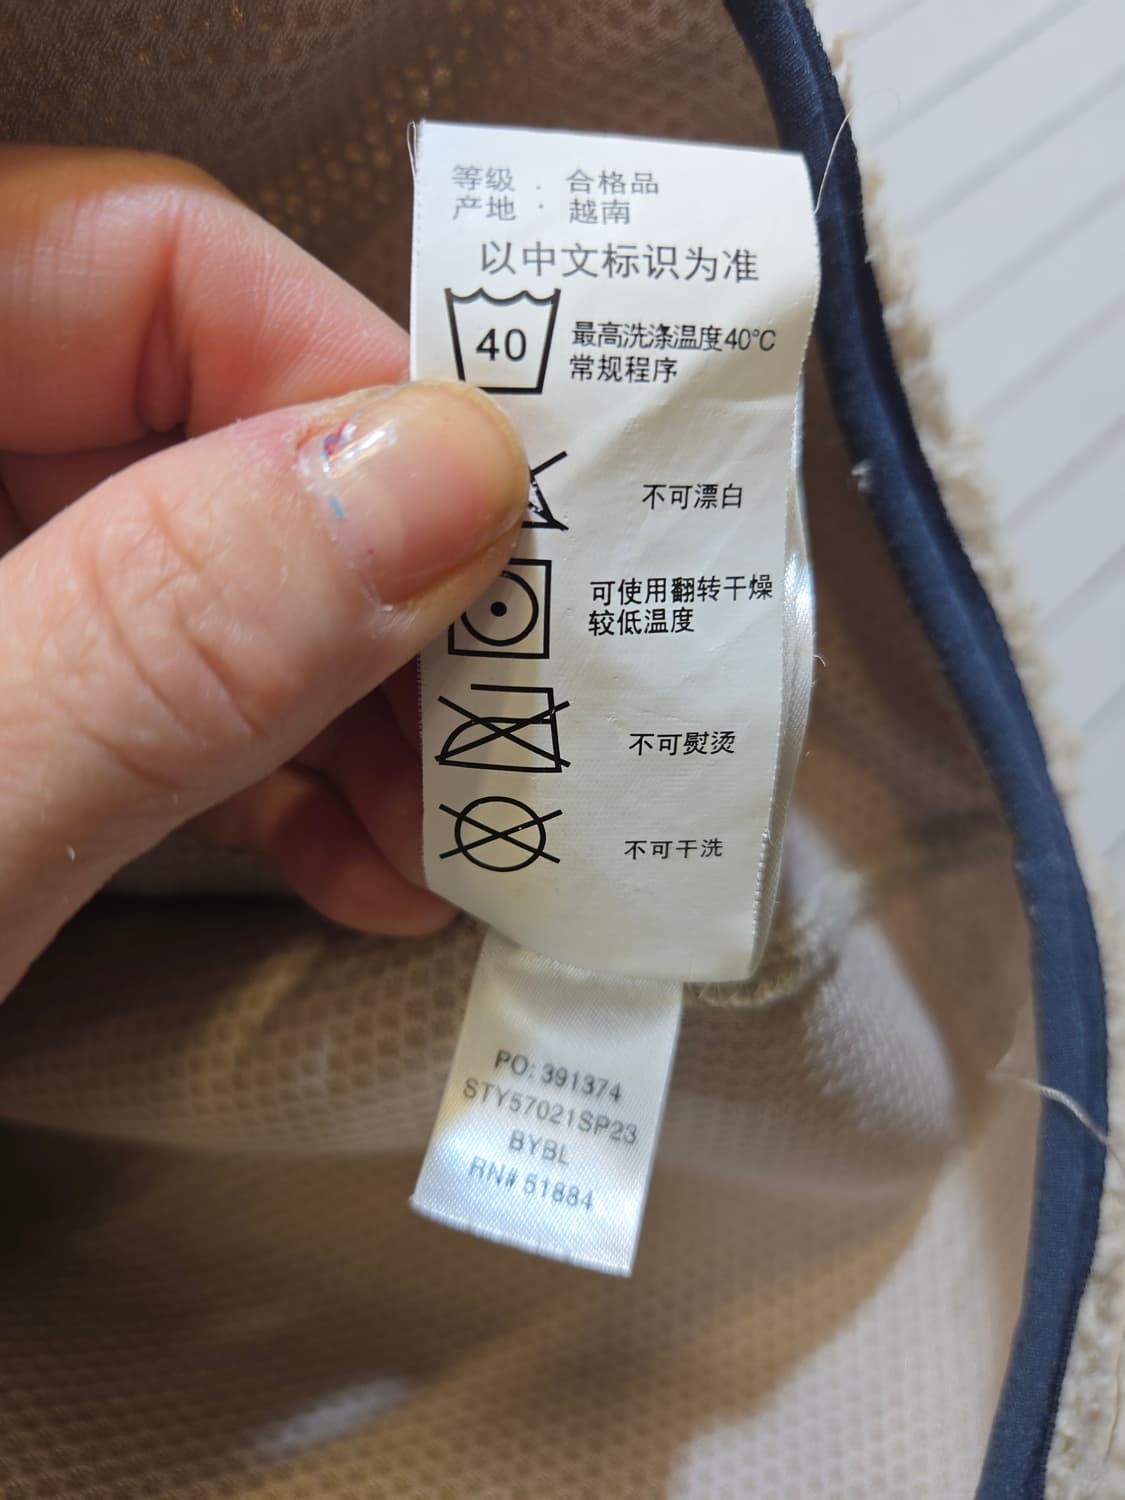 等级 : 合格品
产地 : 越南
以中文标识为准
40
最高洗涤温度40℃
常规程序
不可漂白
可使用翻转干燥
较低温度
不可熨烫
不可干洗
PO: 391374
STY57021SP23
BYBL
RN# 51884